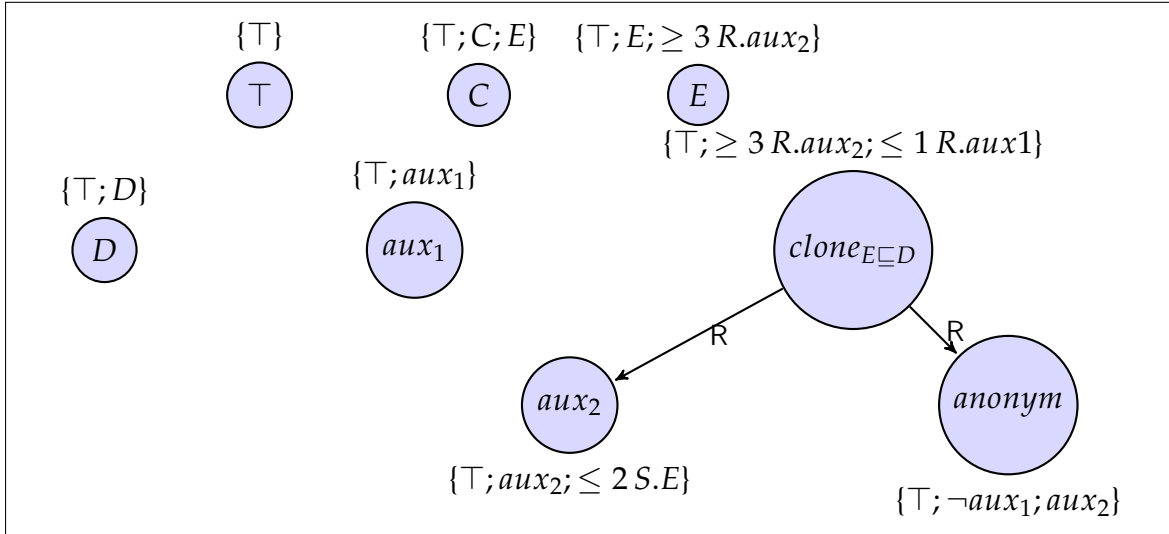 {⊤}
{⊤; C; E}
{⊤; E; ≥ 3 R.aux₂}
⊤
C
E
{⊤; ≥ 3 R.aux₂; ≤ 1 R.aux1}
{⊤; D}
{⊤; aux₁}
D
aux₁
clone_{E⊑D}
R
R
aux₂
anonym
{⊤; aux₂; ≤ 2 S.E}
{⊤; ¬aux₁; aux₂}